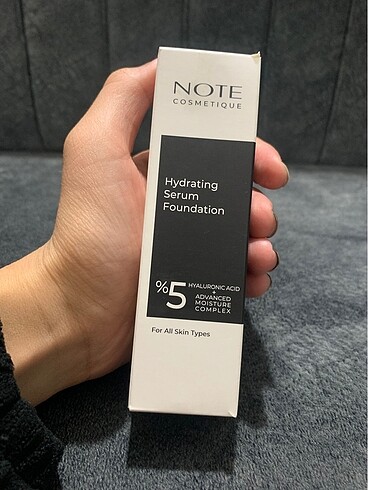 NOTE
COSMETIQUE
Hydrating
Serum
Foundation
%5 HYALURONIC ACID
+
ADVANCED
MOISTURE
COMPLEX
For All Skin Types